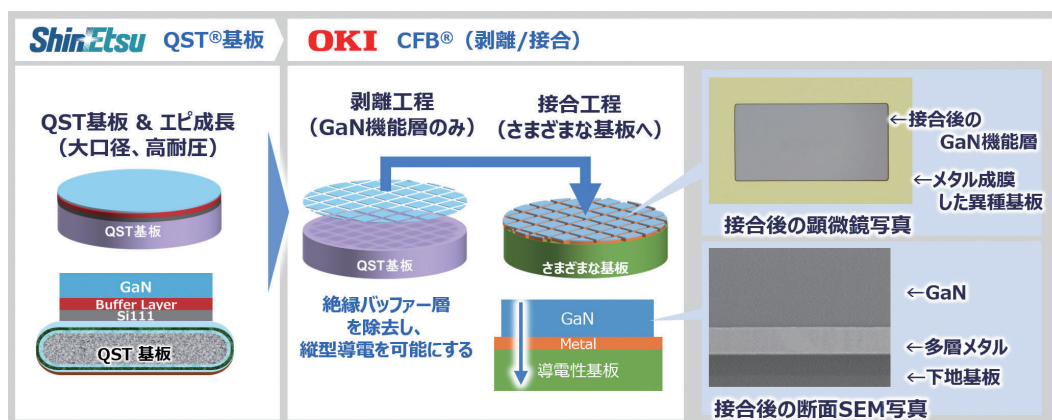 ShinEtsu QST®基板
OKI CFB®（剥離/接合）
QST基板 & エピ成長
（大口径、高耐圧）
QST基板
GaN
Buffer Layer
Si111
QST 基板
剥離工程
（GaN機能層のみ）
QST基板
絶縁バッファー層
を除去し、
縦型導電を可能にする
接合工程
（さまざまな基板へ）
さまざまな基板
GaN
Metal
導電性基板
←接合後の
GaN機能層
←メタル成膜
した異種基板
接合後の顕微鏡写真
←GaN
←多層メタル
←下地基板
接合後の断面SEM写真